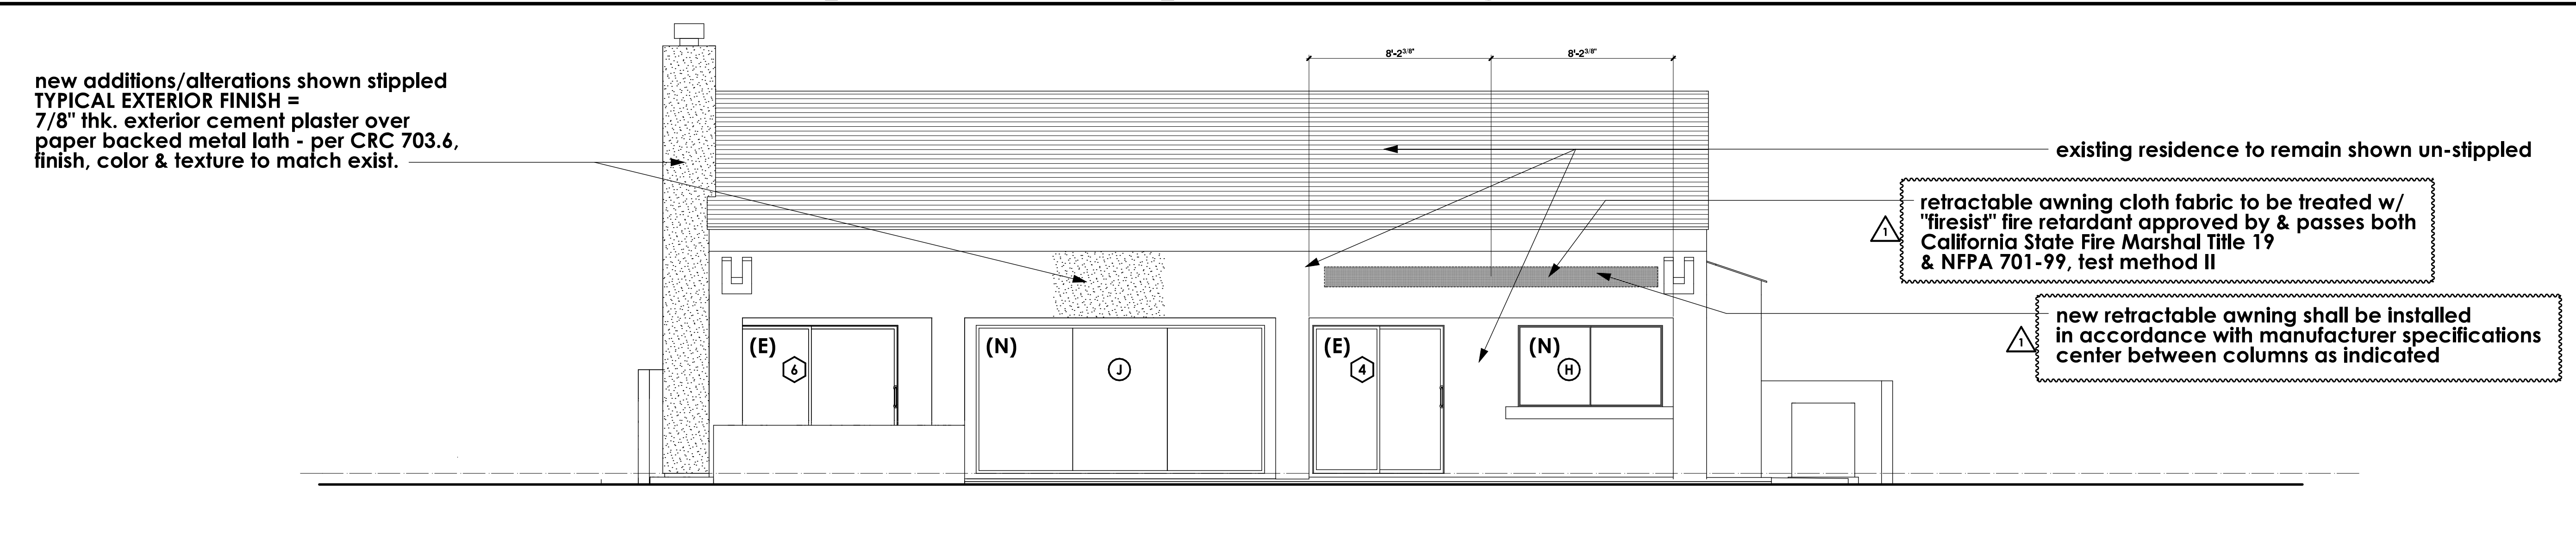 8'-2 3/8"
8'-2 3/8"
new additions/alterations shown stippled
TYPICAL EXTERIOR FINISH =
7/8" thk. exterior cement plaster over
paper backed metal lath - per CRC 703.6,
finish, color & texture to match exist.
existing residence to remain shown un-stippled
retractable awning cloth fabric to be treated w/
"firesist" fire retardant approved by & passes both
California State Fire Marshal Title 19
& NFPA 701-99, test method II
1
new retractable awning shall be installed
in accordance with manufacturer specifications
center between columns as indicated
1
(E)
6
(N)
J
(E)
4
(N)
H